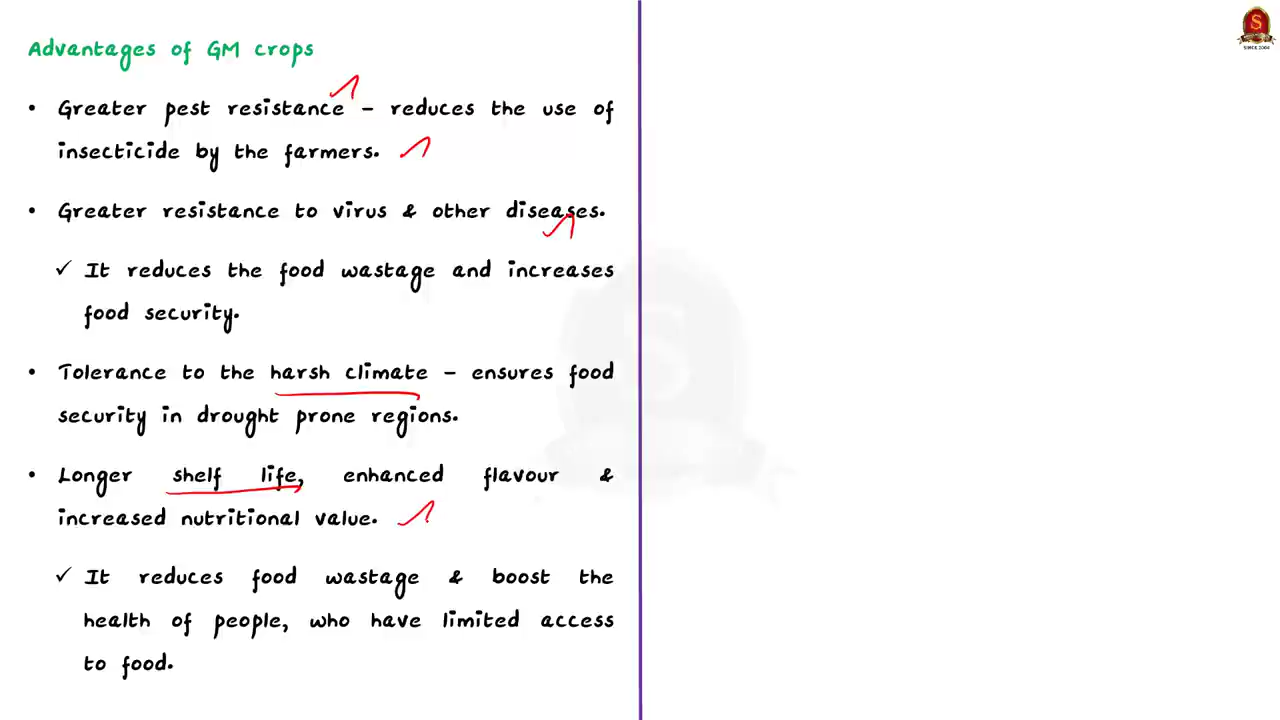 Advantages of GM crops
• Greater pest resistance – reduces the use of
insecticide by the farmers.
• Greater resistance to virus & other diseases.
✓ It reduces the food wastage and increases
food security.
• Tolerance to the harsh climate – ensures food
security in drought prone regions.
• Longer shelf life, enhanced flavour &
increased nutritional value.
✓ It reduces food wastage & boost the
health of people, who have limited access
to food.
S
SINCE 2004